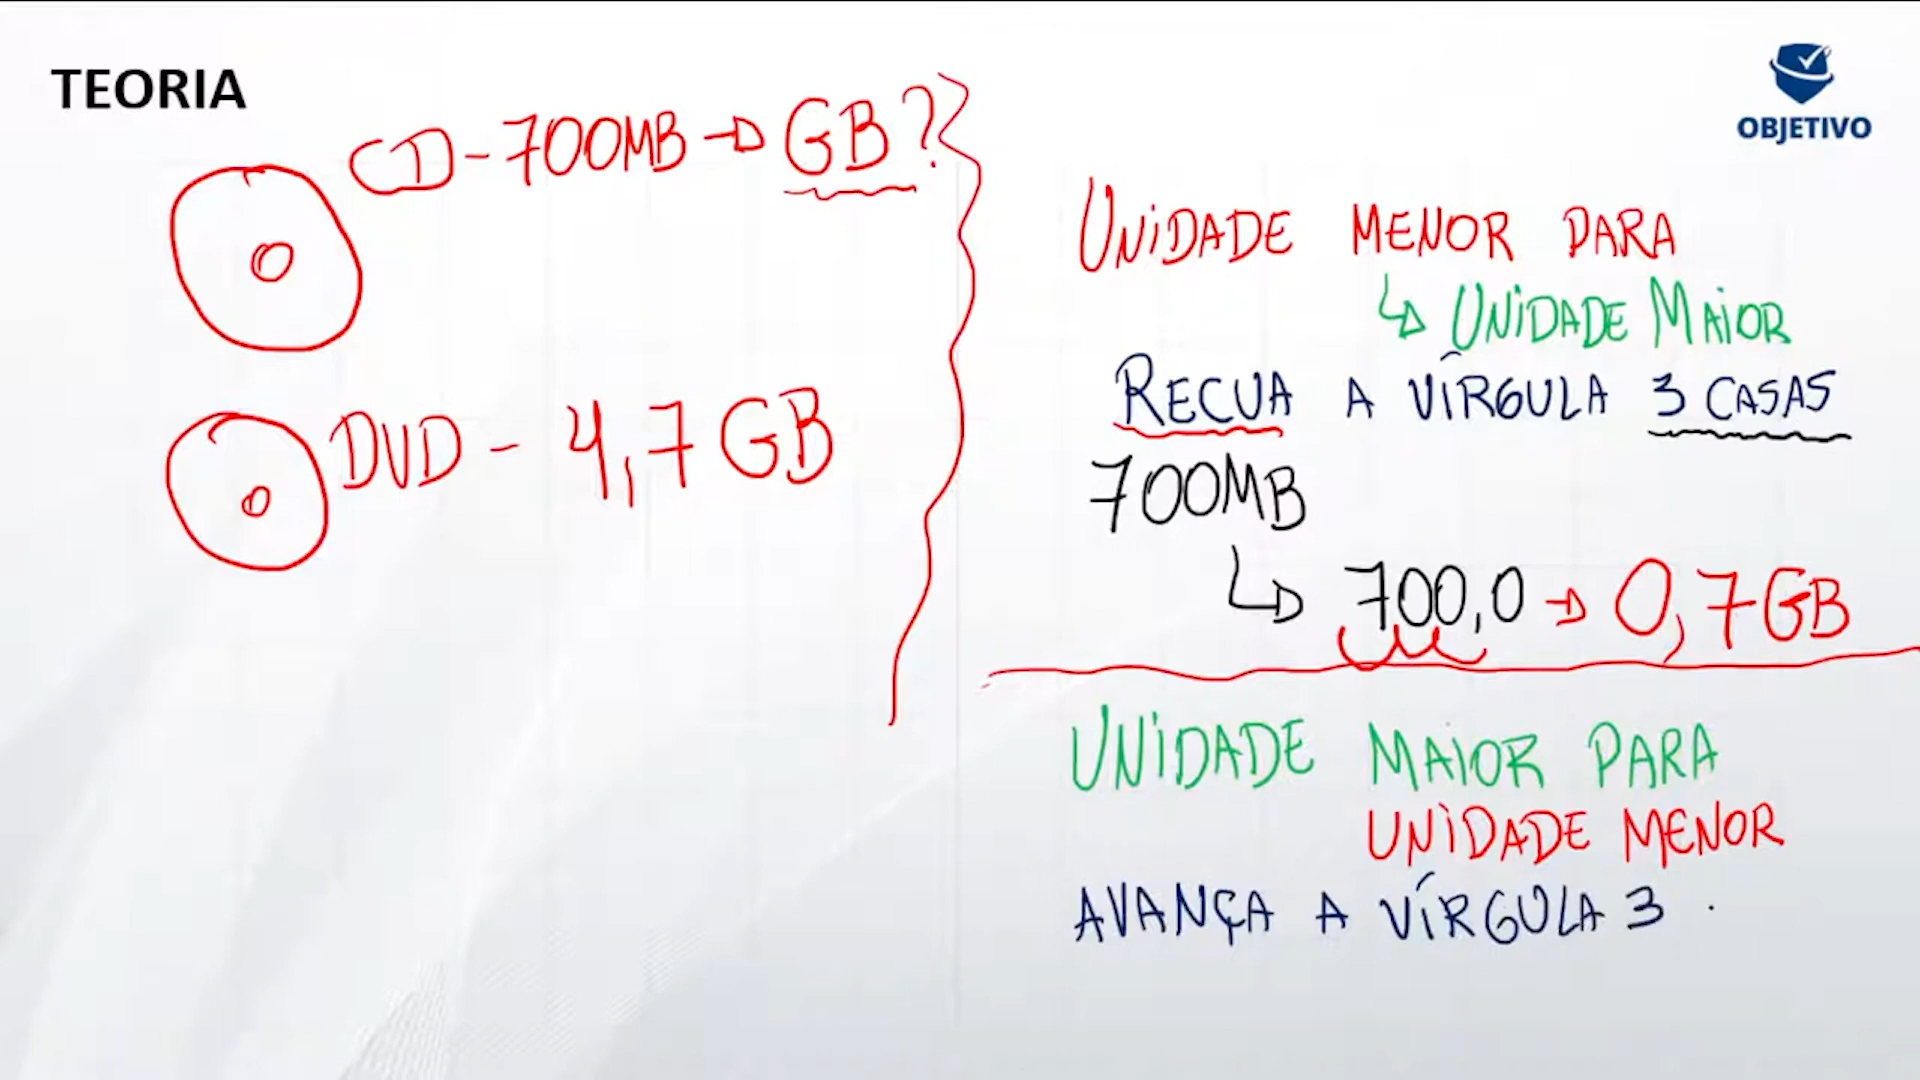 TEORIA
OBJETIVO
CD - 700MB → GB?
DVD - 4,7 GB
UNIDADE MENOR PARA
↳ UNIDADE MAIOR
RECUA A VÍRGULA 3 CASAS
700MB
↳ 700,0 → 0,7GB
UNIDADE MAIOR PARA
UNIDADE MENOR
AVANÇA A VÍRGULA 3